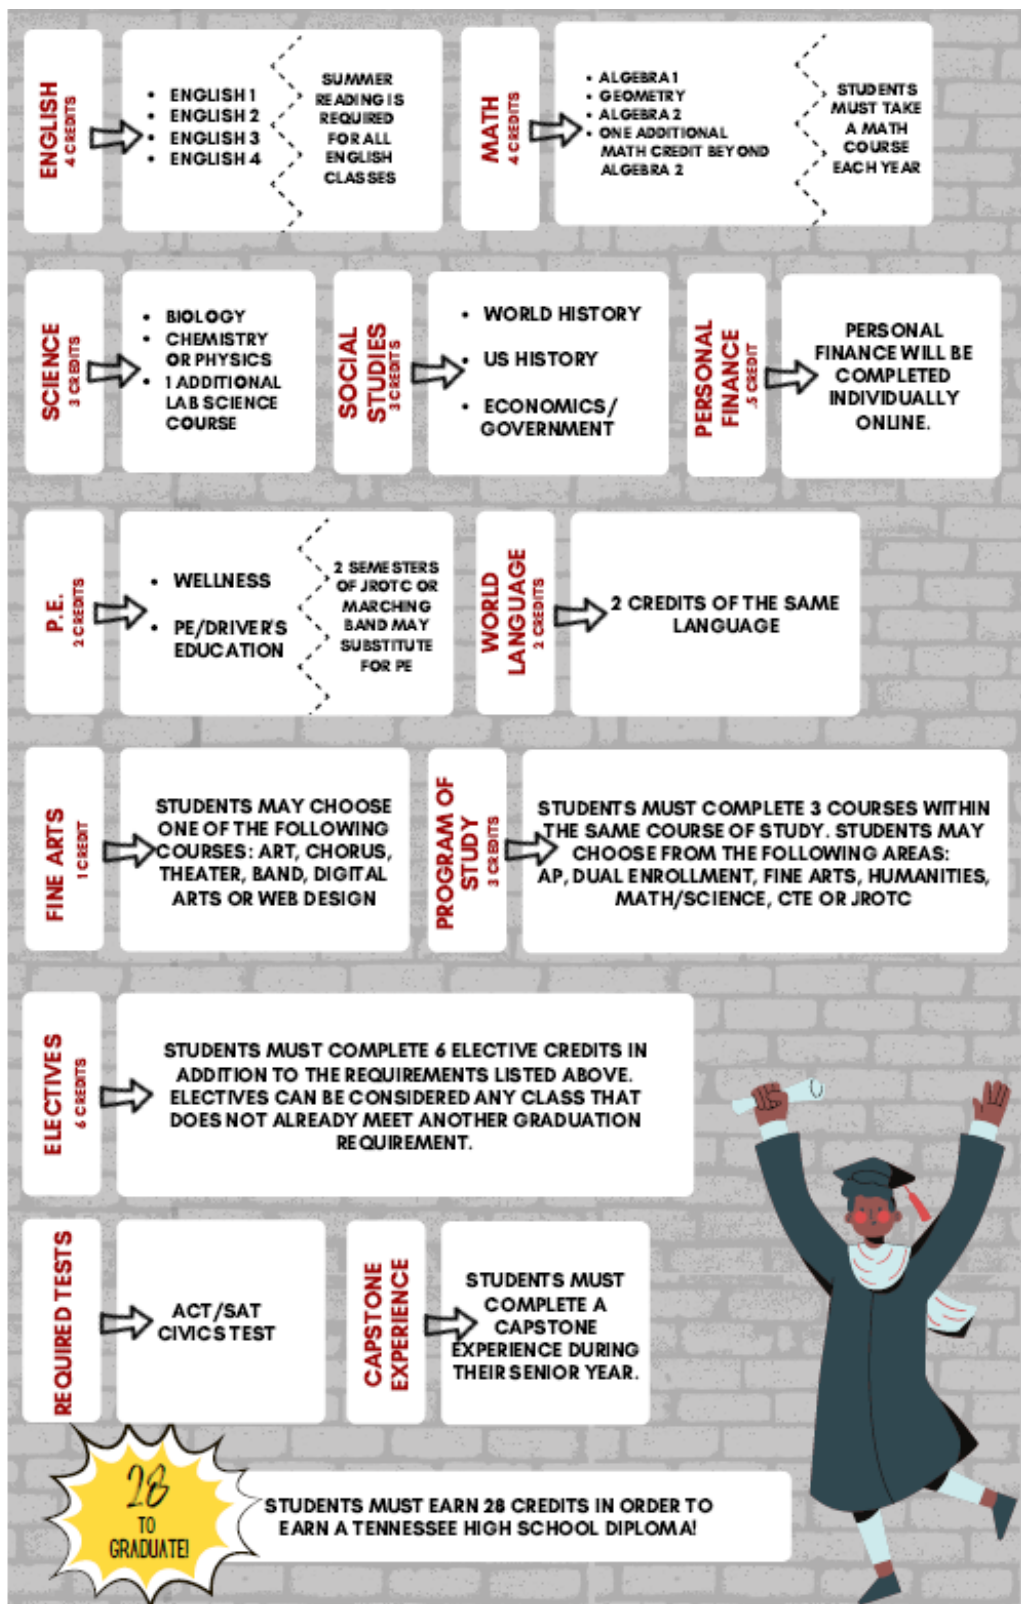 ENGLISH
4 CREDITS
• ENGLISH 1
• ENGLISH 2
• ENGLISH 3
• ENGLISH 4
SUMMER
READING IS
REQUIRED
FOR ALL
ENGLISH
CLASSES
MATH
4 CREDITS
• ALGEBRA 1
• GEOMETRY
• ALGEBRA 2
• ONE ADDITIONAL
MATH CREDIT BEYOND
ALGEBRA 2
STUDENTS
MUST TAKE
A MATH
COURSE
EACH YEAR
SCIENCE
3 CREDITS
• BIOLOGY
• CHEMISTRY
OR PHYSICS
• 1 ADDITIONAL
LAB SCIENCE
COURSE
SOCIAL
STUDIES
3 CREDITS
• WORLD HISTORY
• US HISTORY
• ECONOMICS/
GOVERNMENT
PERSONAL
FINANCE
.5 CREDIT
PERSONAL
FINANCE WILL BE
COMPLETED
INDIVIDUALLY
ONLINE.
P.E.
2 CREDITS
• WELLNESS
• PE/DRIVER'S
EDUCATION
2 SEMESTERS
OF JROTC OR
MARCHING
BAND MAY
SUBSTITUTE
FOR PE
WORLD
LANGUAGE
2 CREDITS
2 CREDITS OF THE SAME
LANGUAGE
FINE ARTS
1 CREDIT
STUDENTS MAY CHOOSE
ONE OF THE FOLLOWING
COURSES: ART, CHORUS,
THEATER, BAND, DIGITAL
ARTS OR WEB DESIGN
PROGRAM OF
STUDY
3 CREDITS
STUDENTS MUST COMPLETE 3 COURSES WITHIN
THE SAME COURSE OF STUDY. STUDENTS MAY
CHOOSE FROM THE FOLLOWING AREAS:
AP, DUAL ENROLLMENT, FINE ARTS, HUMANITIES,
MATH/SCIENCE, CTE OR JROTC
ELECTIVES
6 CREDITS
STUDENTS MUST COMPLETE 6 ELECTIVE CREDITS IN
ADDITION TO THE REQUIREMENTS LISTED ABOVE.
ELECTIVES CAN BE CONSIDERED ANY CLASS THAT
DOES NOT ALREADY MEET ANOTHER GRADUATION
REQUIREMENT.
REQUIRED TESTS
ACT/SAT
CIVICS TEST
CAPSTONE
EXPERIENCE
STUDENTS MUST
COMPLETE A
CAPSTONE
EXPERIENCE DURING
THEIR SENIOR YEAR.
28
TO
GRADUATE!
STUDENTS MUST EARN 28 CREDITS IN ORDER TO
EARN A TENNESSEE HIGH SCHOOL DIPLOMA!